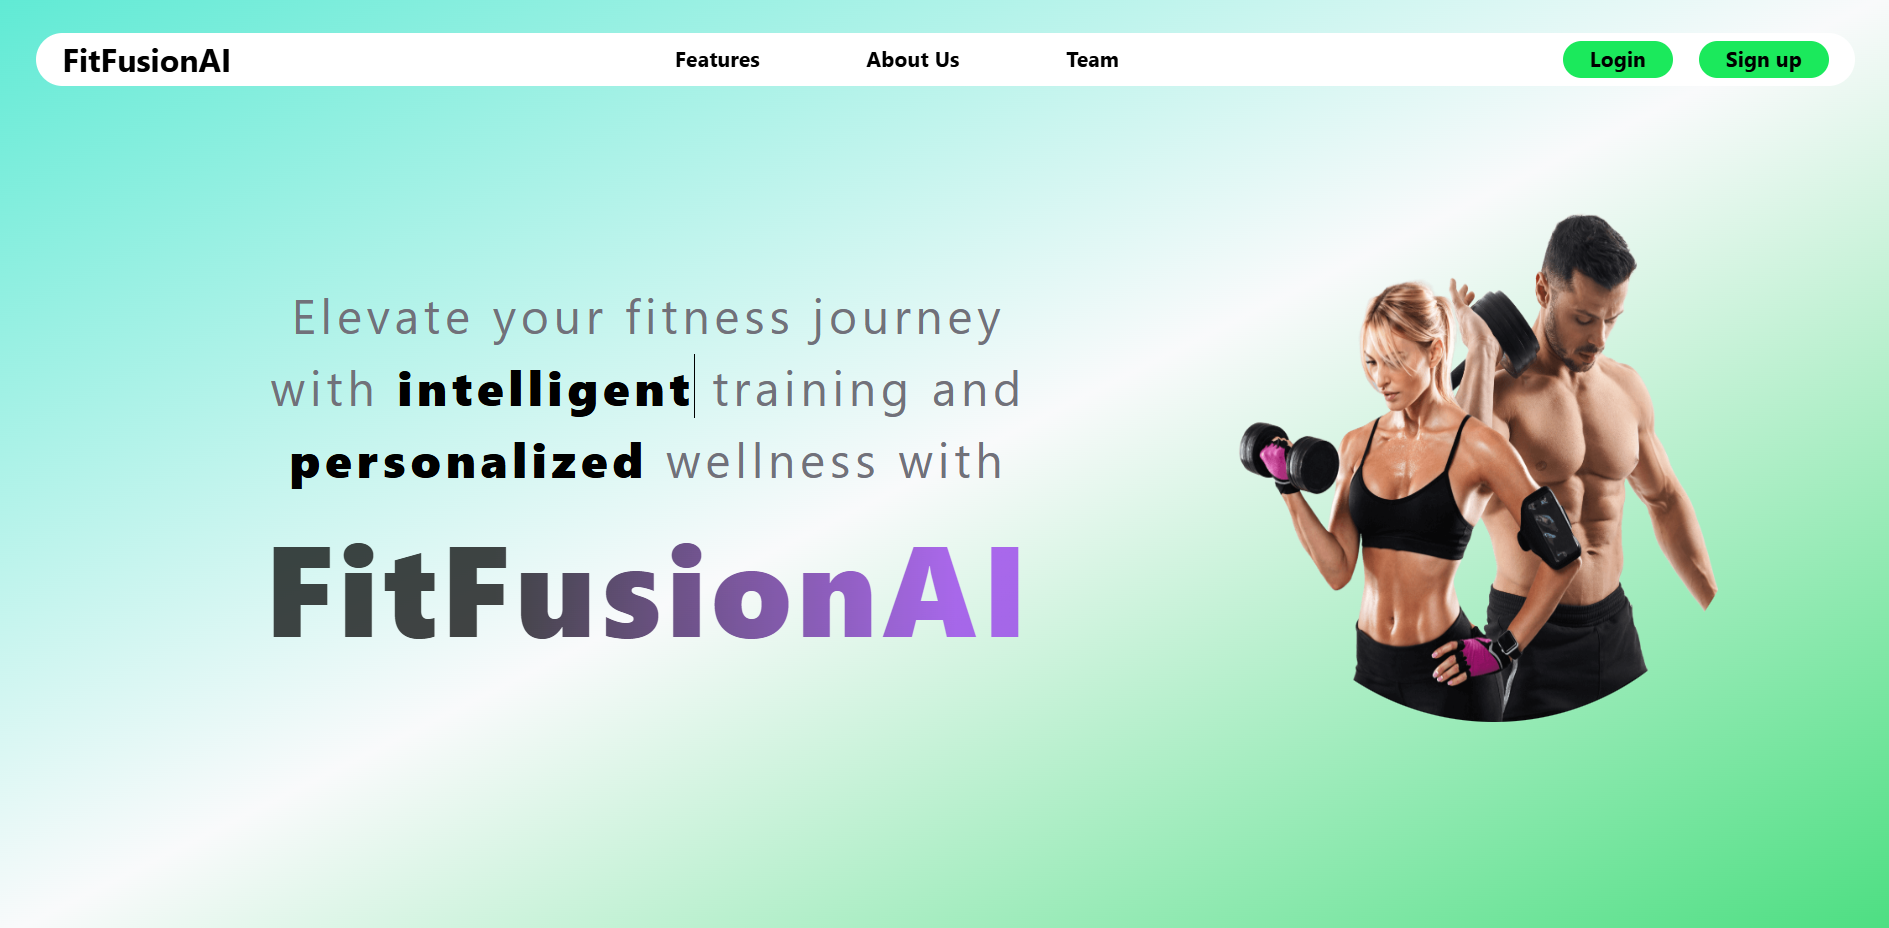 FitFusionAI
Features
About Us
Team
Login
Sign up
Elevate your fitness journey
with intelligent training and
personalized wellness with
FitFusionAI